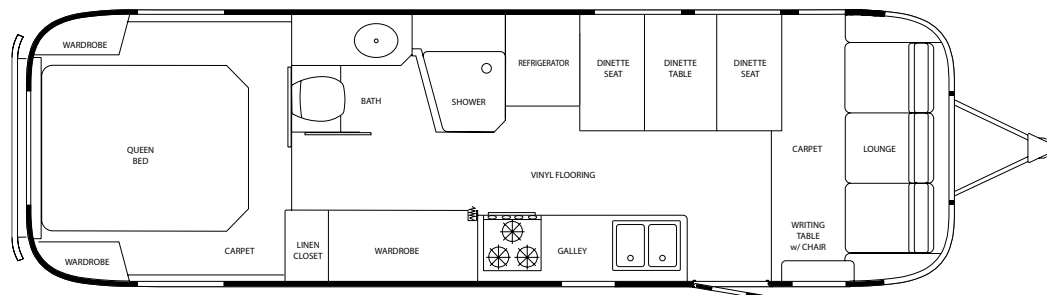 WARDROBE
QUEEN
BED
WARDROBE
CARPET
BATH
SHOWER
REFRIGERATOR
DINETTE
SEAT
DINETTE
TABLE
DINETTE
SEAT
VINYL FLOORING
LINEN
CLOSET
WARDROBE
GALLEY
CARPET
LOUNGE
WRITING
TABLE
w/ CHAIR